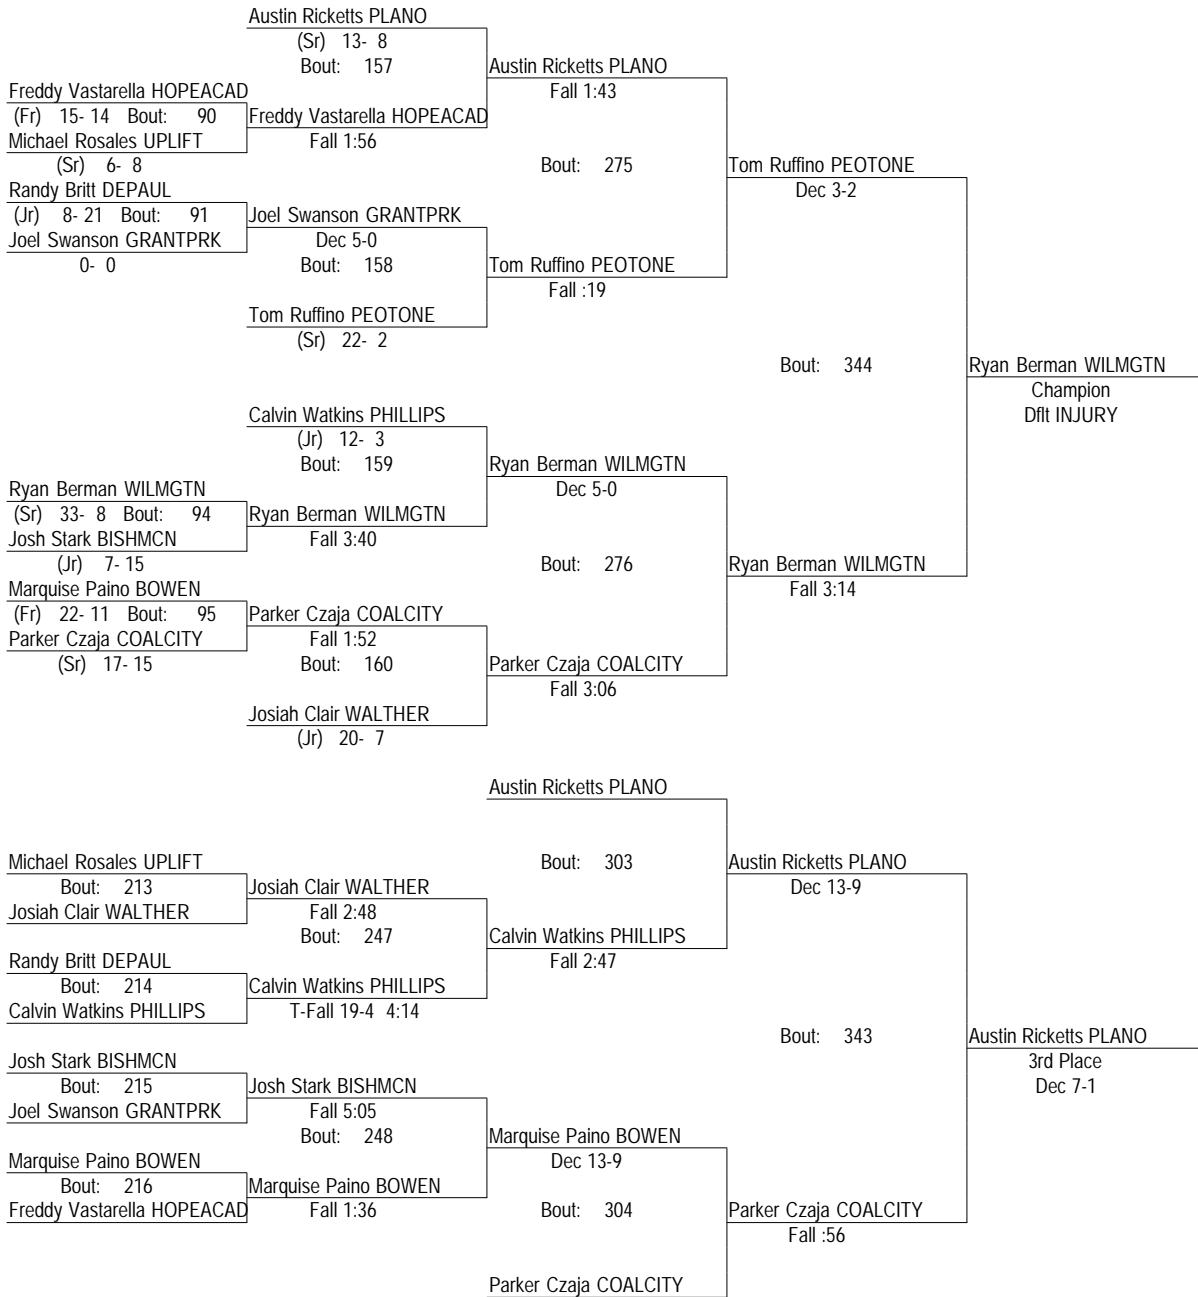 Austin Ricketts PLANO
(Sr) 13- 8
Bout: 157
Austin Ricketts PLANO
Fall 1:43
Freddy Vastarella HOPEACAD
(Fr) 15- 14 Bout: 90
Freddy Vastarella HOPEACAD
Fall 1:56
Michael Rosales UPLIFT
(Sr) 6- 8
Bout: 275
Tom Ruffino PEOTONE
Dec 3-2
Randy Britt DEPAUL
(Jr) 8- 21 Bout: 91
Joel Swanson GRANTPRK
Dec 5-0
Joel Swanson GRANTPRK
0- 0
Bout: 158
Tom Ruffino PEOTONE
Fall :19
Tom Ruffino PEOTONE
(Sr) 22- 2
Bout: 344
Ryan Berman WILMGTN
Champion
Dflt INJURY
Calvin Watkins PHILLIPS
(Jr) 12- 3
Bout: 159
Ryan Berman WILMGTN
Dec 5-0
Ryan Berman WILMGTN
(Sr) 33- 8 Bout: 94
Ryan Berman WILMGTN
Fall 3:40
Josh Stark BISHMCN
(Jr) 7- 15
Bout: 276
Ryan Berman WILMGTN
Fall 3:14
Marquise Paino BOWEN
(Fr) 22- 11 Bout: 95
Parker Czaja COALCITY
Fall 1:52
Parker Czaja COALCITY
(Sr) 17- 15
Bout: 160
Parker Czaja COALCITY
Fall 3:06
Josiah Clair WALTHER
(Jr) 20- 7
Austin Ricketts PLANO
Bout: 303
Austin Ricketts PLANO
Dec 13-9
Michael Rosales UPLIFT
Bout: 213
Josiah Clair WALTHER
Fall 2:48
Josiah Clair WALTHER
Bout: 247
Calvin Watkins PHILLIPS
Fall 2:47
Randy Britt DEPAUL
Bout: 214
Calvin Watkins PHILLIPS
T-Fall 19-4 4:14
Calvin Watkins PHILLIPS
Bout: 343
Austin Ricketts PLANO
3rd Place
Dec 7-1
Josh Stark BISHMCN
Bout: 215
Josh Stark BISHMCN
Fall 5:05
Joel Swanson GRANTPRK
Bout: 248
Marquise Paino BOWEN
Dec 13-9
Marquise Paino BOWEN
Bout: 216
Marquise Paino BOWEN
Fall 1:36
Freddy Vastarella HOPEACAD
Bout: 304
Parker Czaja COALCITY
Fall :56
Parker Czaja COALCITY